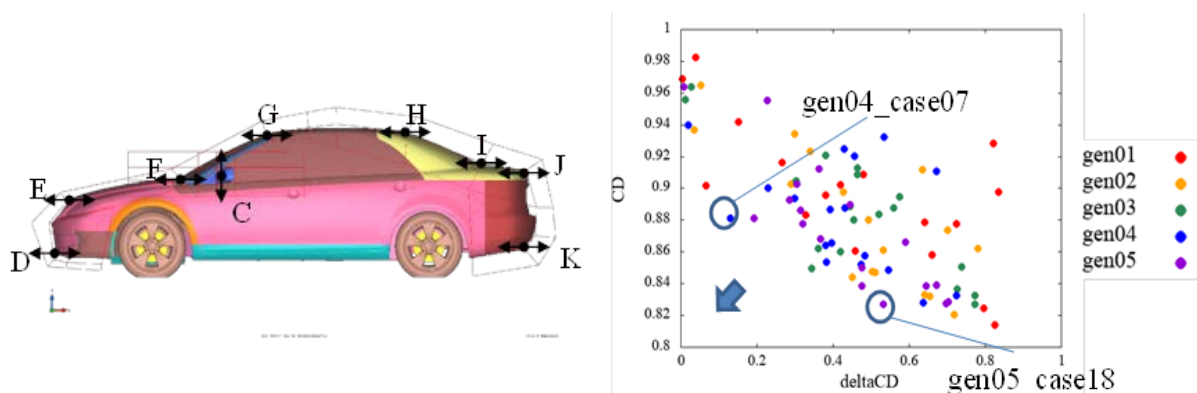 G
H
I
J
F
E
C
D
K
1
0.98
0.96
0.94
0.92
0.9
0.88
0.86
0.84
0.82
0.8
CD
0
0.2
0.4
0.6
0.8
1
deltaCD
gen04_case07
gen05_case18
gen01
gen02
gen03
gen04
gen05